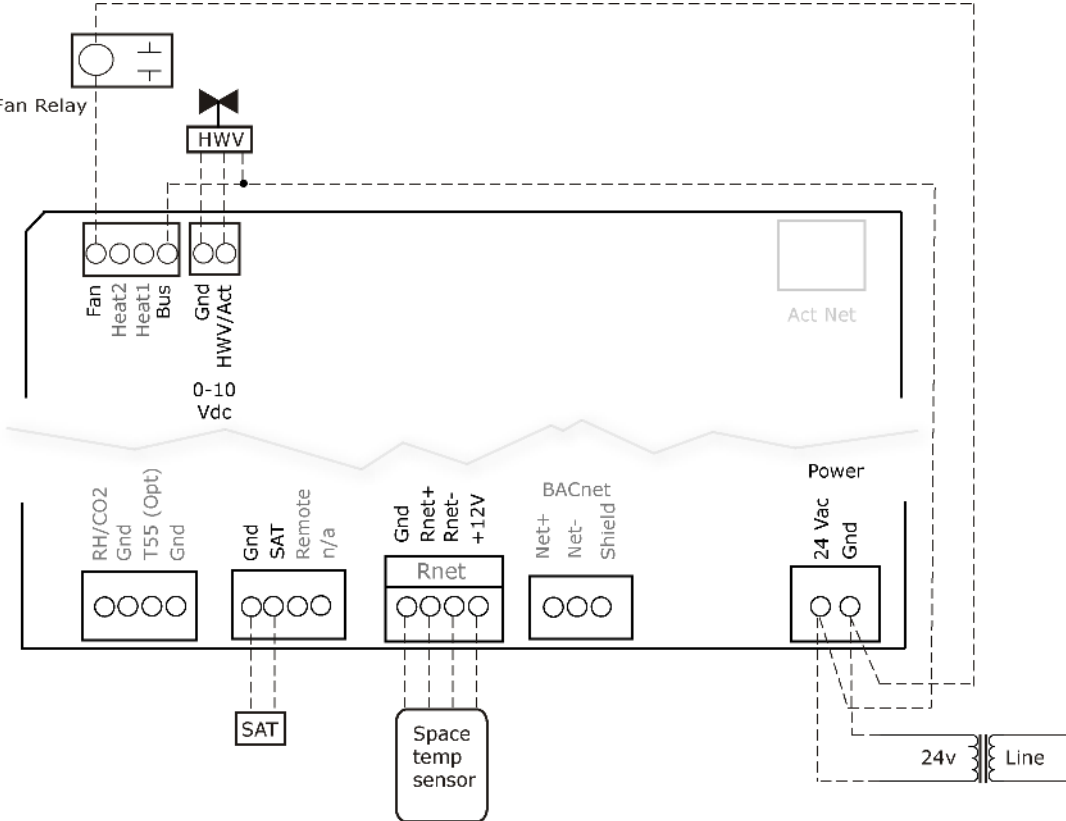 Fan Relay
HWV
Fan
Heat2
Heat1
Bus
Gnd
HWV/Act
0-10
Vdc
Act Net
RH/CO2
Gnd
T55 (Opt)
Gnd
Gnd
SAT
Remote
n/a
Gnd
Rnet+
Rnet-
+12V
Rnet
BACnet
Net+
Net-
Shield
Power
24 Vac
Gnd
SAT
Space
temp
sensor
24v
Line